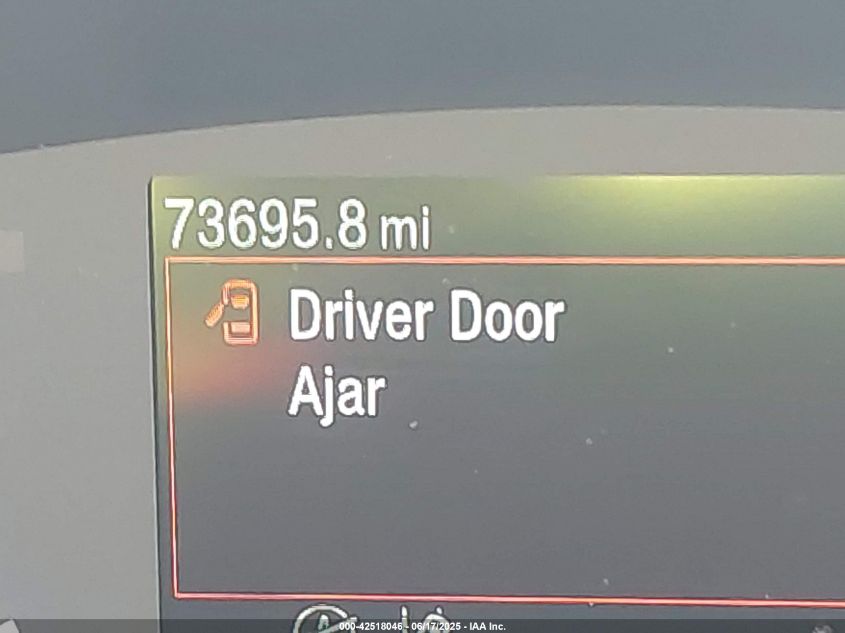 73695.8 mi
Driver Door
Ajar
000-42518046 - 06/17/2025 - IAA Inc.